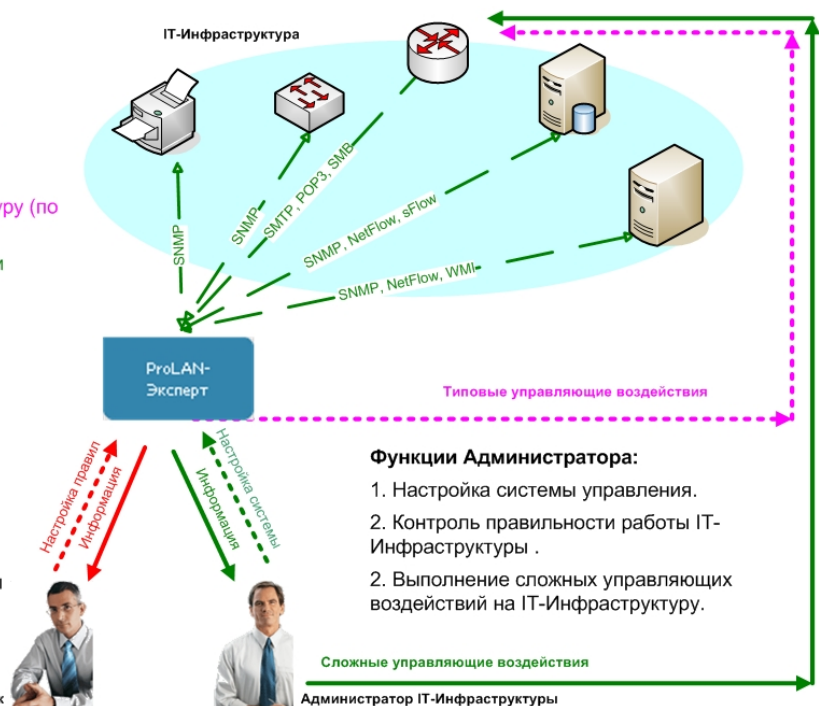 IT-Инфраструктура
SNMP
SNMP
SMTP, POP3, SMB
SNMP, NetFlow, sFlow
SNMP, NetFlow, WMI
(по
ProLAN-
Эксперт
Типовые управляющие воздействия
Настройка правил
Информация
Информация
Настройка системы
Функции Администратора:
1. Настройка системы управления.
2. Контроль правильности работы IT-
Инфраструктуры .
2. Выполнение сложных управляющих
воздействий на IT-Инфраструктуру.
Сложные управляющие воздействия
Администратор IT-Инфраструктуры